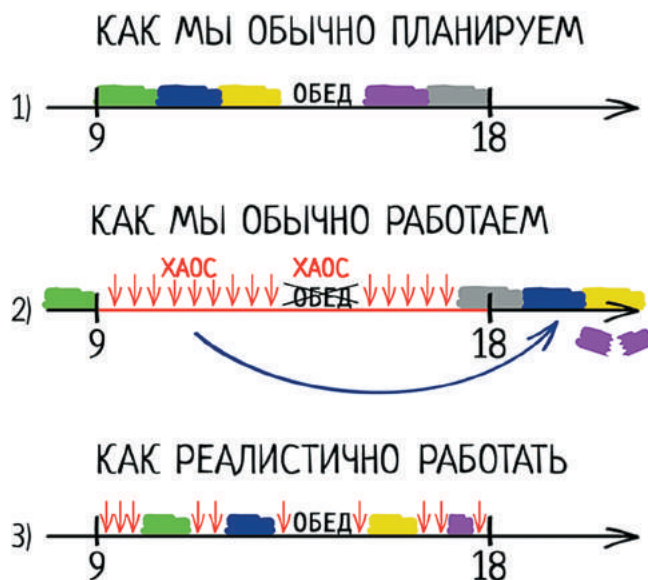 КАК МЫ ОБЫЧНО ПЛАНИРУЕМ
1) ОБЕД
9 18
КАК МЫ ОБЫЧНО РАБОТАЕМ
ХАОС ХАОС
2) ОБЕД
9 18
КАК РЕАЛИСТИЧНО РАБОТАТЬ
3) ОБЕД
9 18